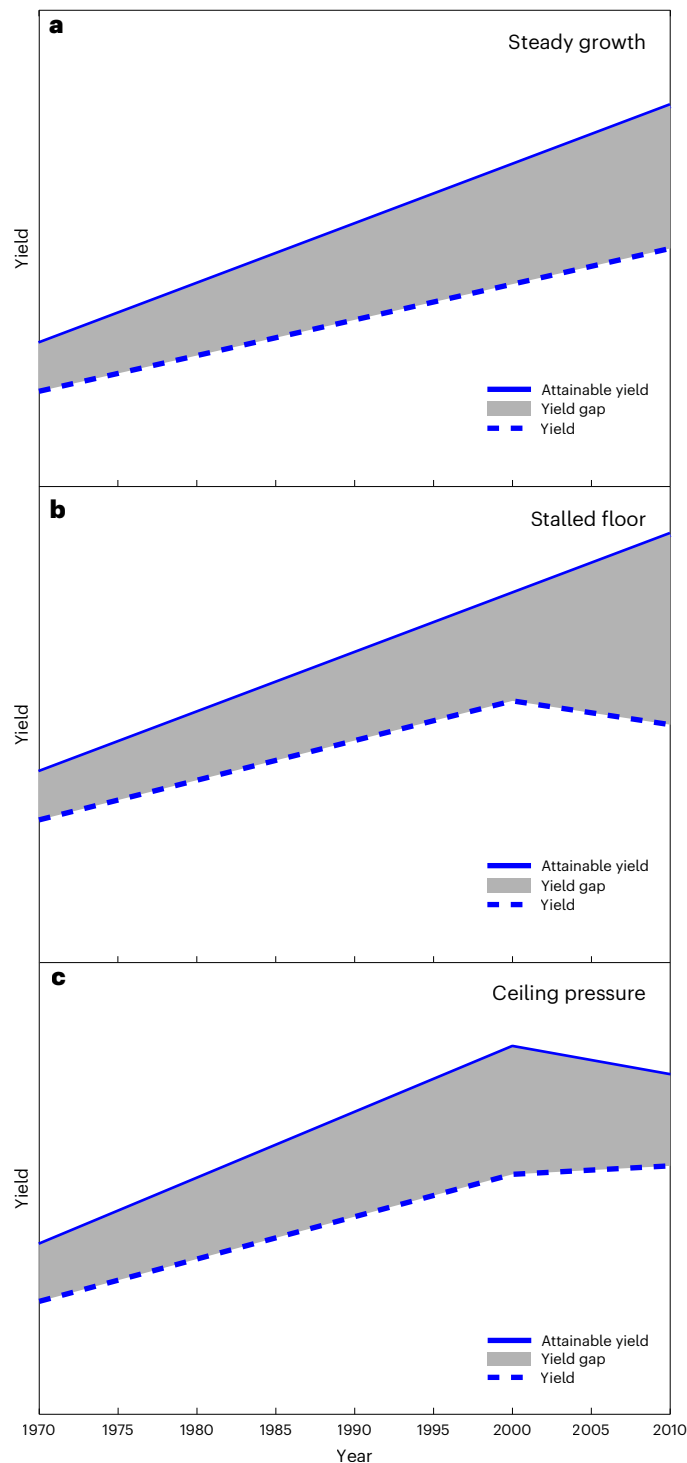 a
Steady growth
Yield
Attainable yield
Yield gap
Yield
b
Stalled floor
Yield
Attainable yield
Yield gap
Yield
c
Ceiling pressure
Yield
Attainable yield
Yield gap
Yield
1970 1975 1980 1985 1990 1995 2000 2005 2010
Year